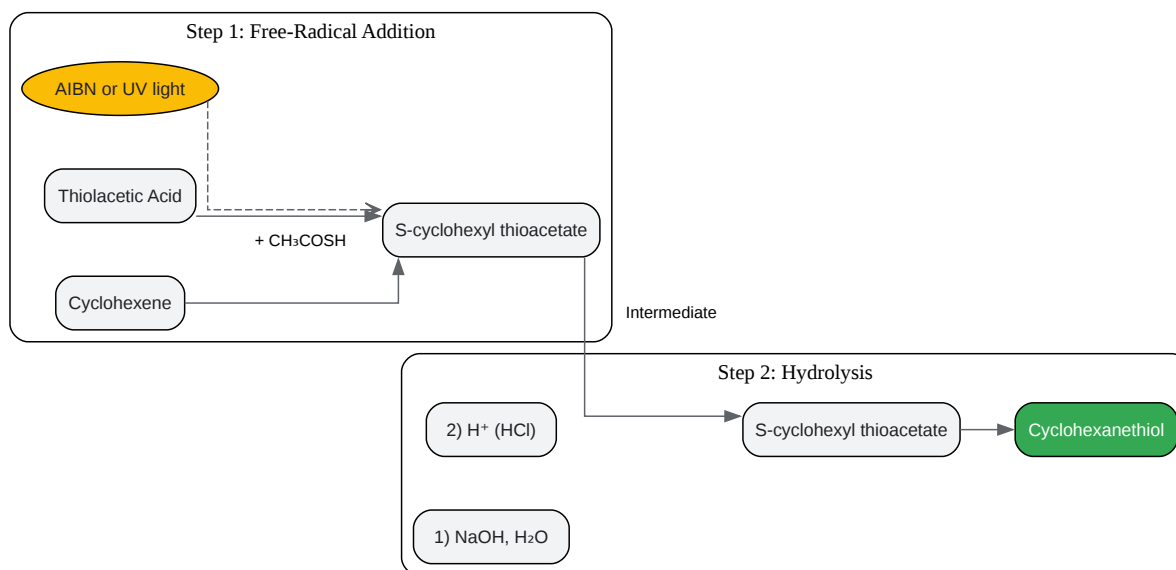 Step 1: Free-Radical Addition
AIBN or UV light
Thiolacetic Acid
+ CH₃COSH
S-cyclohexyl thioacetate
Cyclohexene
Intermediate
Step 2: Hydrolysis
2) H⁺ (HCl)
S-cyclohexyl thioacetate
Cyclohexanethiol
1) NaOH, H₂O